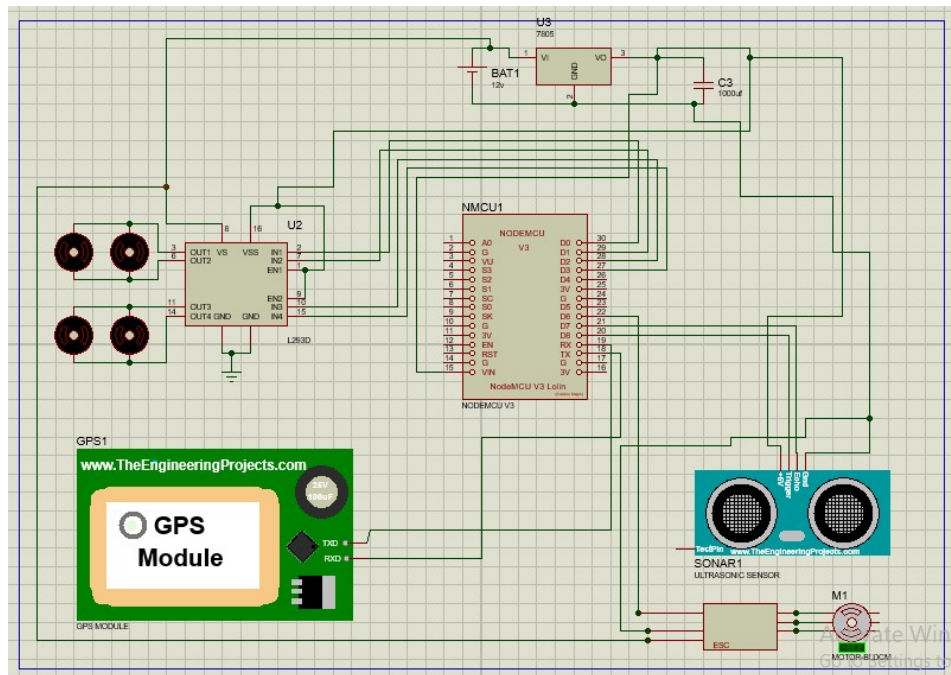 U3
7805
1
VI
VO
3
GND
2
BAT1
12v
C3
1000uf
NMCU1
NODEMCU
V3
1 A0 D0 30
2 G D1 29
3 VU D2 28
4 S3 D3 27
5 S2 D4 26
6 S1 3V 25
7 SC G 24
8 S0 D5 23
9 SK D6 22
10 G D7 21
11 3V D8 20
12 EN RX 19
13 RST TX 18
14 G G 17
15 VIN 3V 16
NodeMCU V3 Lolin
NODEMCU V3
U2
8 16
3 OUT1 VS VSS IN1 2
6 OUT2 IN2 7
EN1 1
EN2 9
11 OUT3 IN3 10
14 OUT4 GND GND IN4 15
L293D
GPS1
www.TheEngineeringProjects.com
25V
100uF
GPS
Module
TXD
RXD
GPS MODULE
+5V
Trigger
Echo
Gnd
TestPin
www.TheEngineeringProjects.com
SONAR1
ULTRASONIC SENSOR
ESC
M1
MOTOR-BLDCM